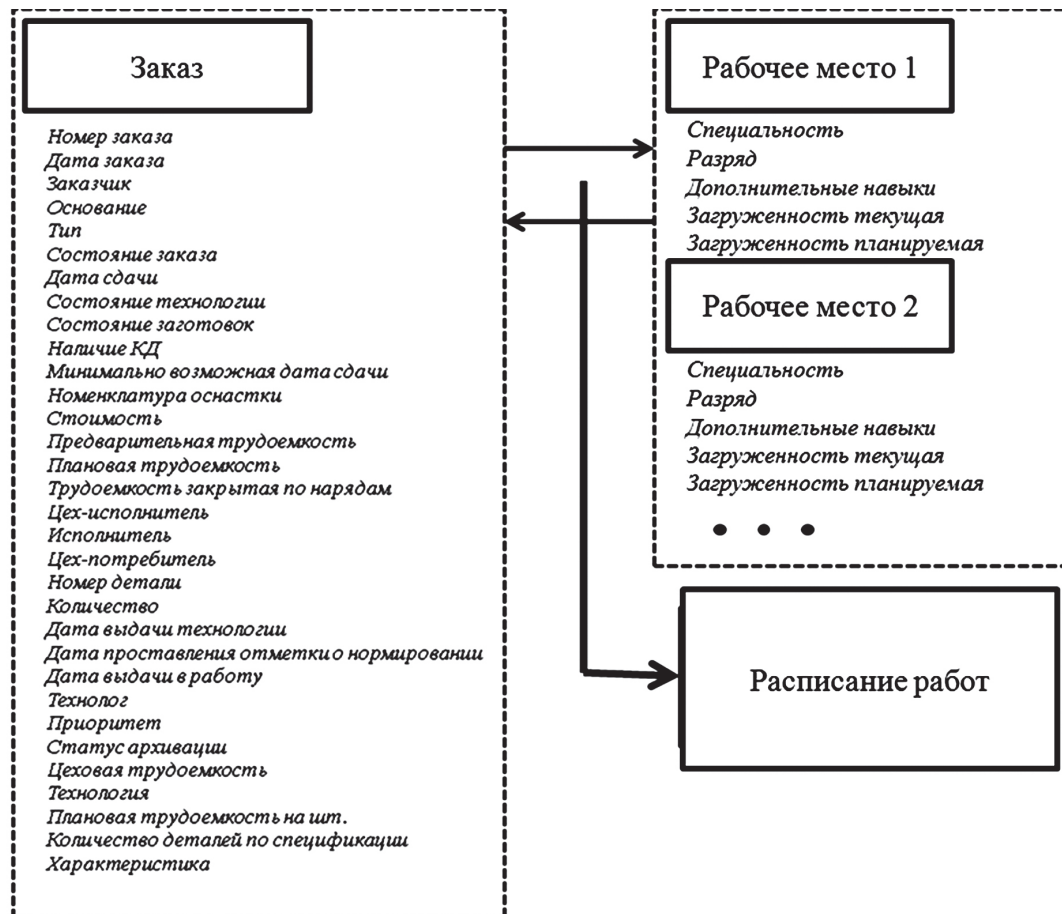 Заказ
Номер заказа
Дата заказа
Заказчик
Основание
Тип
Состояние заказа
Дата сдачи
Состояние технологии
Состояние заготовок
Наличие КД
Минимально возможная дата сдачи
Номенклатура оснастки
Стоимость
Предварительная трудоемкость
Плановая трудоемкость
Трудоемкость закрытая по нарядам
Цех-исполнитель
Исполнитель
Цех-потребитель
Номер детали
Количество
Дата выдачи технологии
Дата проставления отметки о нормировании
Дата выдачи в работу
Технолог
Приоритет
Статус архивации
Цеховая трудоемкость
Технология
Плановая трудоемкость на шт.
Количество деталей по спецификации
Характеристика
Рабочее место 1
Специальность
Разряд
Дополнительные навыки
Загруженность текущая
Загруженность планируемая
Рабочее место 2
Специальность
Разряд
Дополнительные навыки
Загруженность текущая
Загруженность планируемая
• • •
Расписание работ